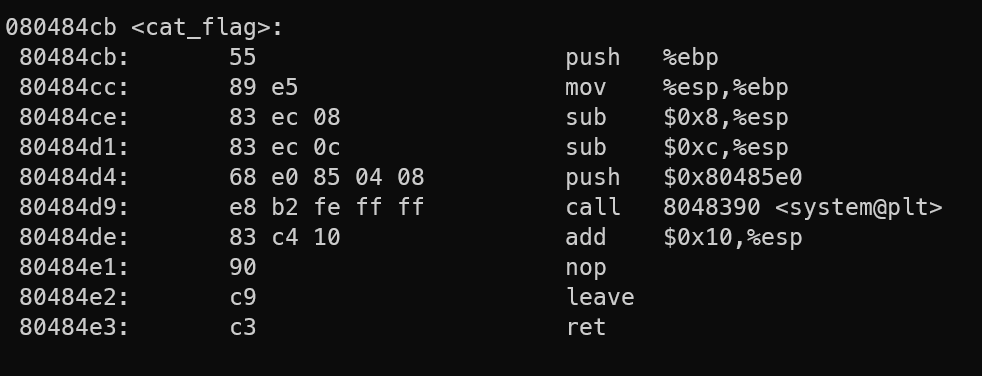 080484cb <cat_flag>:
 80484cb:	55                   	push   %ebp
 80484cc:	89 e5                	mov    %esp,%ebp
 80484ce:	83 ec 08             	sub    $0x8,%esp
 80484d1:	83 ec 0c             	sub    $0xc,%esp
 80484d4:	68 e0 85 04 08       	push   $0x80485e0
 80484d9:	e8 b2 fe ff ff       	call   8048390 <system@plt>
 80484de:	83 c4 10             	add    $0x10,%esp
 80484e1:	90                   	nop
 80484e2:	c9                   	leave
 80484e3:	c3                   	ret